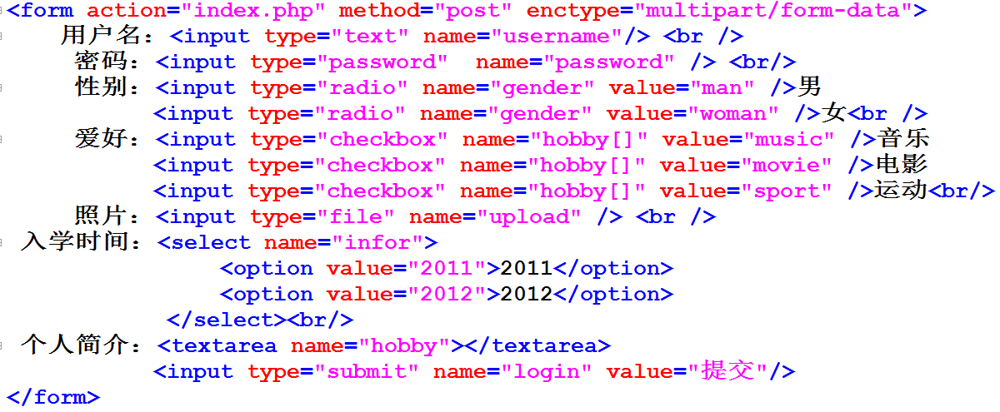 <form action="index.php" method="post" enctype="multipart/form-data">
用户名：<input type="text" name="username"/> <br />
密码：<input type="password"  name="password" /> <br/>
性别：<input type="radio" name="gender" value="man" />男
<input type="radio" name="gender" value="woman" />女<br />
爱好：<input type="checkbox" name="hobby[]" value="music" />音乐
<input type="checkbox" name="hobby[]" value="movie" />电影
<input type="checkbox" name="hobby[]" value="sport" />运动<br/>
照片：<input type="file" name="upload" /> <br />
入学时间：<select name="infor">
<option value="2011">2011</option>
<option value="2012">2012</option>
</select><br/>
个人简介：<textarea name="hobby"></textarea>
<input type="submit" name="login" value="提交"/>
</form>